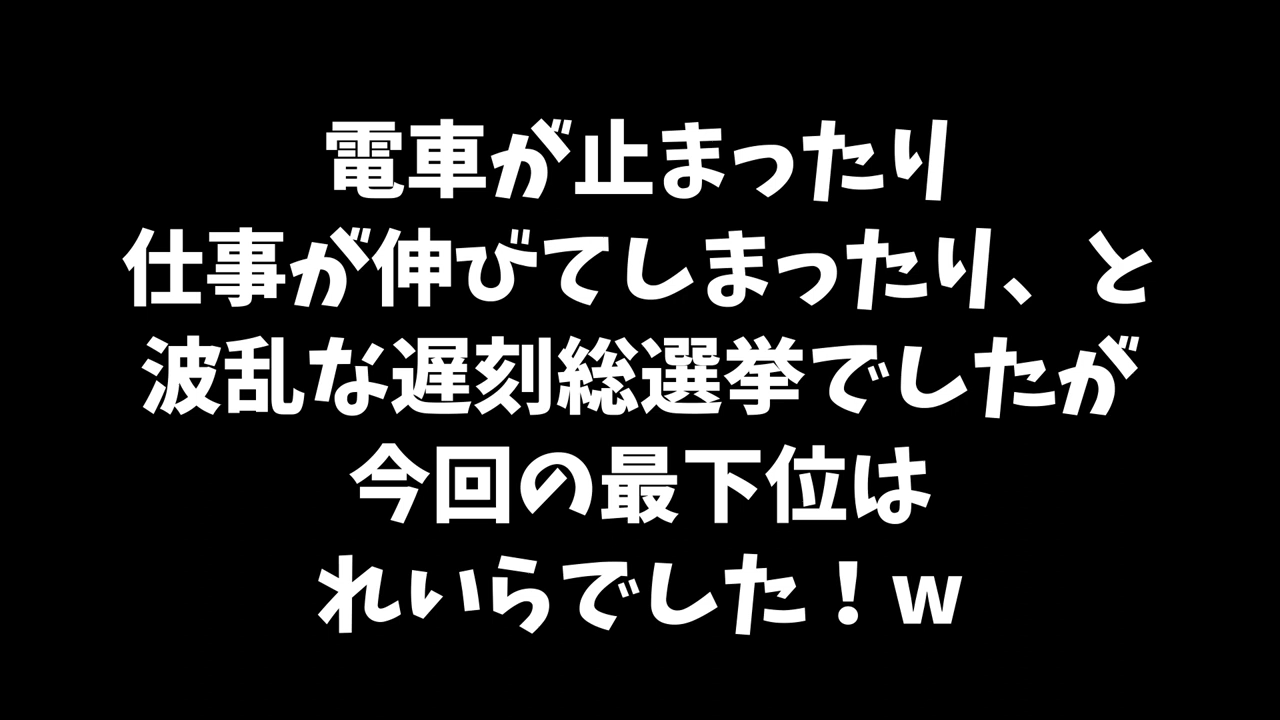 電車が止まったり
仕事が伸びてしまったり、と
波乱な遅刻総選挙でしたが
今回の最下位は
れいらでした！w